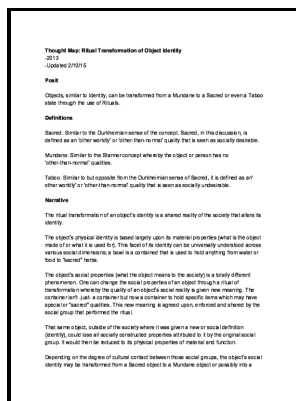 Thought Map: Ritual Transformation of Object Identity
-2013
-Updated 2/10/15
Posit
Objects, similar to Identity, can be transformed from a Mundane to a Sacred or even a Taboo
state through the use of Rituals.
Definitions
Sacred: Similar to the Durkheimian sense of the concept. Sacred, in this discussion, is
defined as an 'other worldly' or 'other-than-normal' quality that is seen as socially desirable.
Mundane: Similar to the Stanner concept whereby the object or person has no
'other-than-normal' qualities.
Taboo: Similar to but opposite from the Durkheimian sense of Sacred, it is defined as an'
other worldly' or 'other-than-normal' quality that is seen as socially undesirable.
Narrative
The ritual transformation of an object's identity is a shared reality of the society that alters its
identity.
The object's physical identity is based largely upon its material properties (what is the object
made of or what it is used for). This facet of its identity can be universally understood across
various social dimensions; a bowl is a container that is used to hold anything from water or
food to "sacred" herbs.
The object's social properties (what the object means to the society) is a totally different
phenomenon. One can change the social properties of an object through a ritual of
transformation whereby the quality of an object's social reality is given new meaning. The
container isn't -just- a container but now a container to hold specific items which may have
special or "sacred" qualities. This new meaning is agreed upon, enforced and shared by the
social group that performed the ritual.
That same object, outside of the society where it was given a new or social definition
(identity), could lose all socially constructed properties attributed to it by the original social
group. It would then be reduced to its physical properties of material and function.
Depending on the degree of cultural contact between those social groups, the object's social
identity may be transformed from a Sacred object to a Mundane object or possibly into a